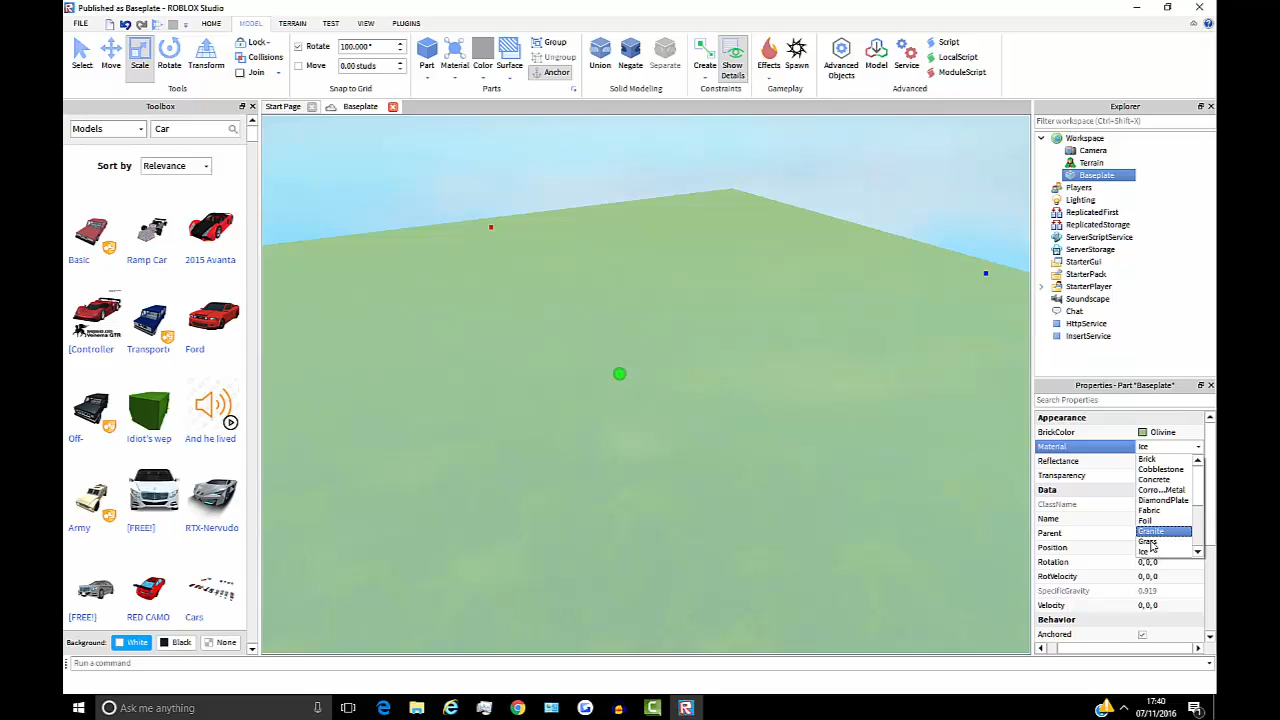 Published as Baseplate - ROBLOX Studio
FILE HOME MODEL TERRAIN TEST VIEW PLUGINS
Select Move Scale Rotate Transform
Lock
Collisions
Join
Tools
Rotate 100.000°
Move 0.00 studs
Snap to Grid
Part Material Color Surface
Group
Ungroup
Anchor
Parts
Union Negate Separate
Solid Modeling
Create Show Details
Constraints
Effects Spawn
Gameplay
Advanced Objects Model Service
Script
LocalScript
ModuleScript
Advanced
Toolbox
Start Page Baseplate
Models Car
Sort by Relevance
Basic Ramp Car 2015 Avanta
[Controller Transporti Ford
Off- Idiot's wep And he lived
Army [FREE!] RTX-Nervudo
[FREE!] RED CAMO Cars
Background: White Black None
Explorer
Filter workspace (Ctrl+Shift+X)
Workspace
Camera
Terrain
Baseplate
Players
Lighting
ReplicatedFirst
ReplicatedStorage
ServerScriptService
ServerStorage
StarterGui
StarterPack
StarterPlayer
Soundscape
Chat
HttpService
InsertService
Properties - Part "Baseplate"
Search Properties
Appearance
BrickColor Olivine
Material Ice
Reflectance
Transparency
Data
ClassName
Name
Parent
Position
Rotation 0,0,0
RotVelocity 0,0,0
SpecificGravity 0.919
Velocity 0,0,0
Behavior
Anchored
Brick
Cobblestone
Concrete
Corro...Metal
DiamondPlate
Fabric
Foil
Granite
Grass
Ice
Run a command
Ask me anything
17:40
07/11/2016